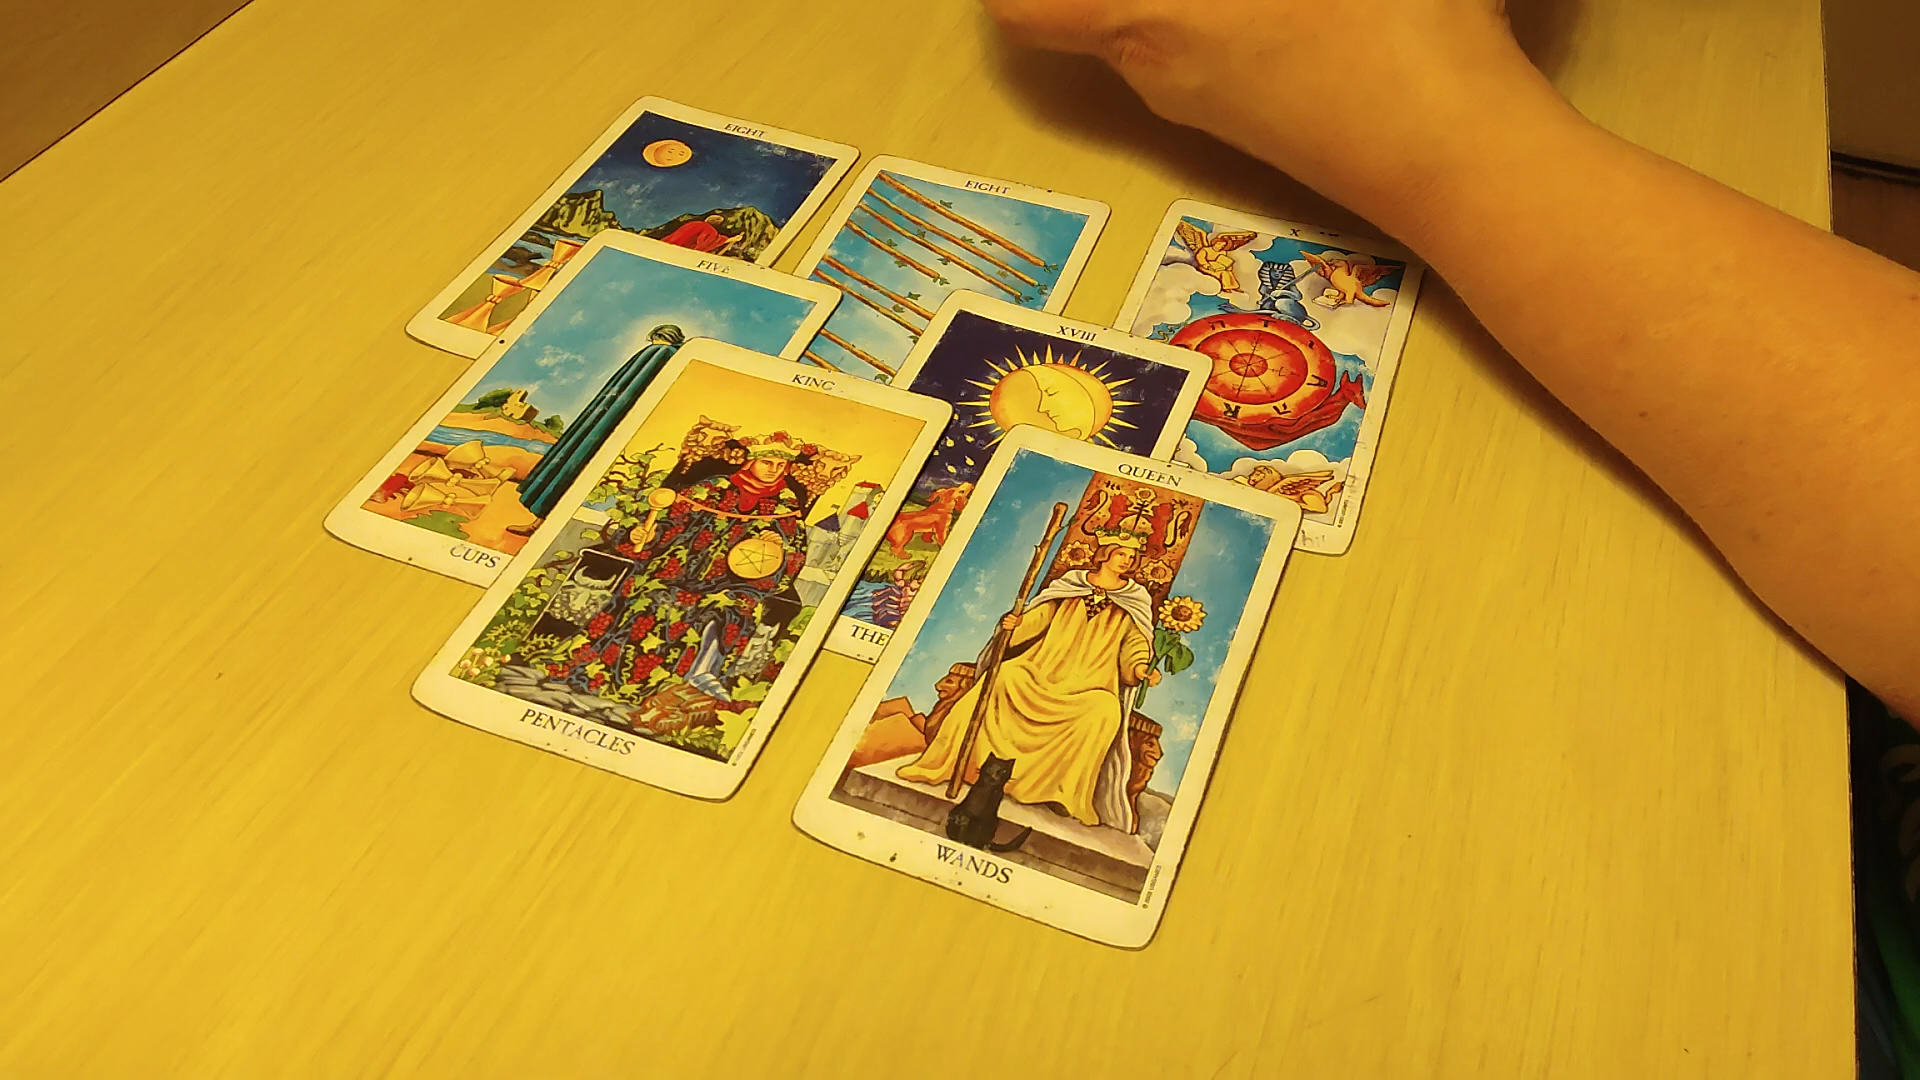 EIGHT
EIGHT
X
FIVE
XVIII
KING
QUEEN
CUPS
THE
PENTACLES
WANDS